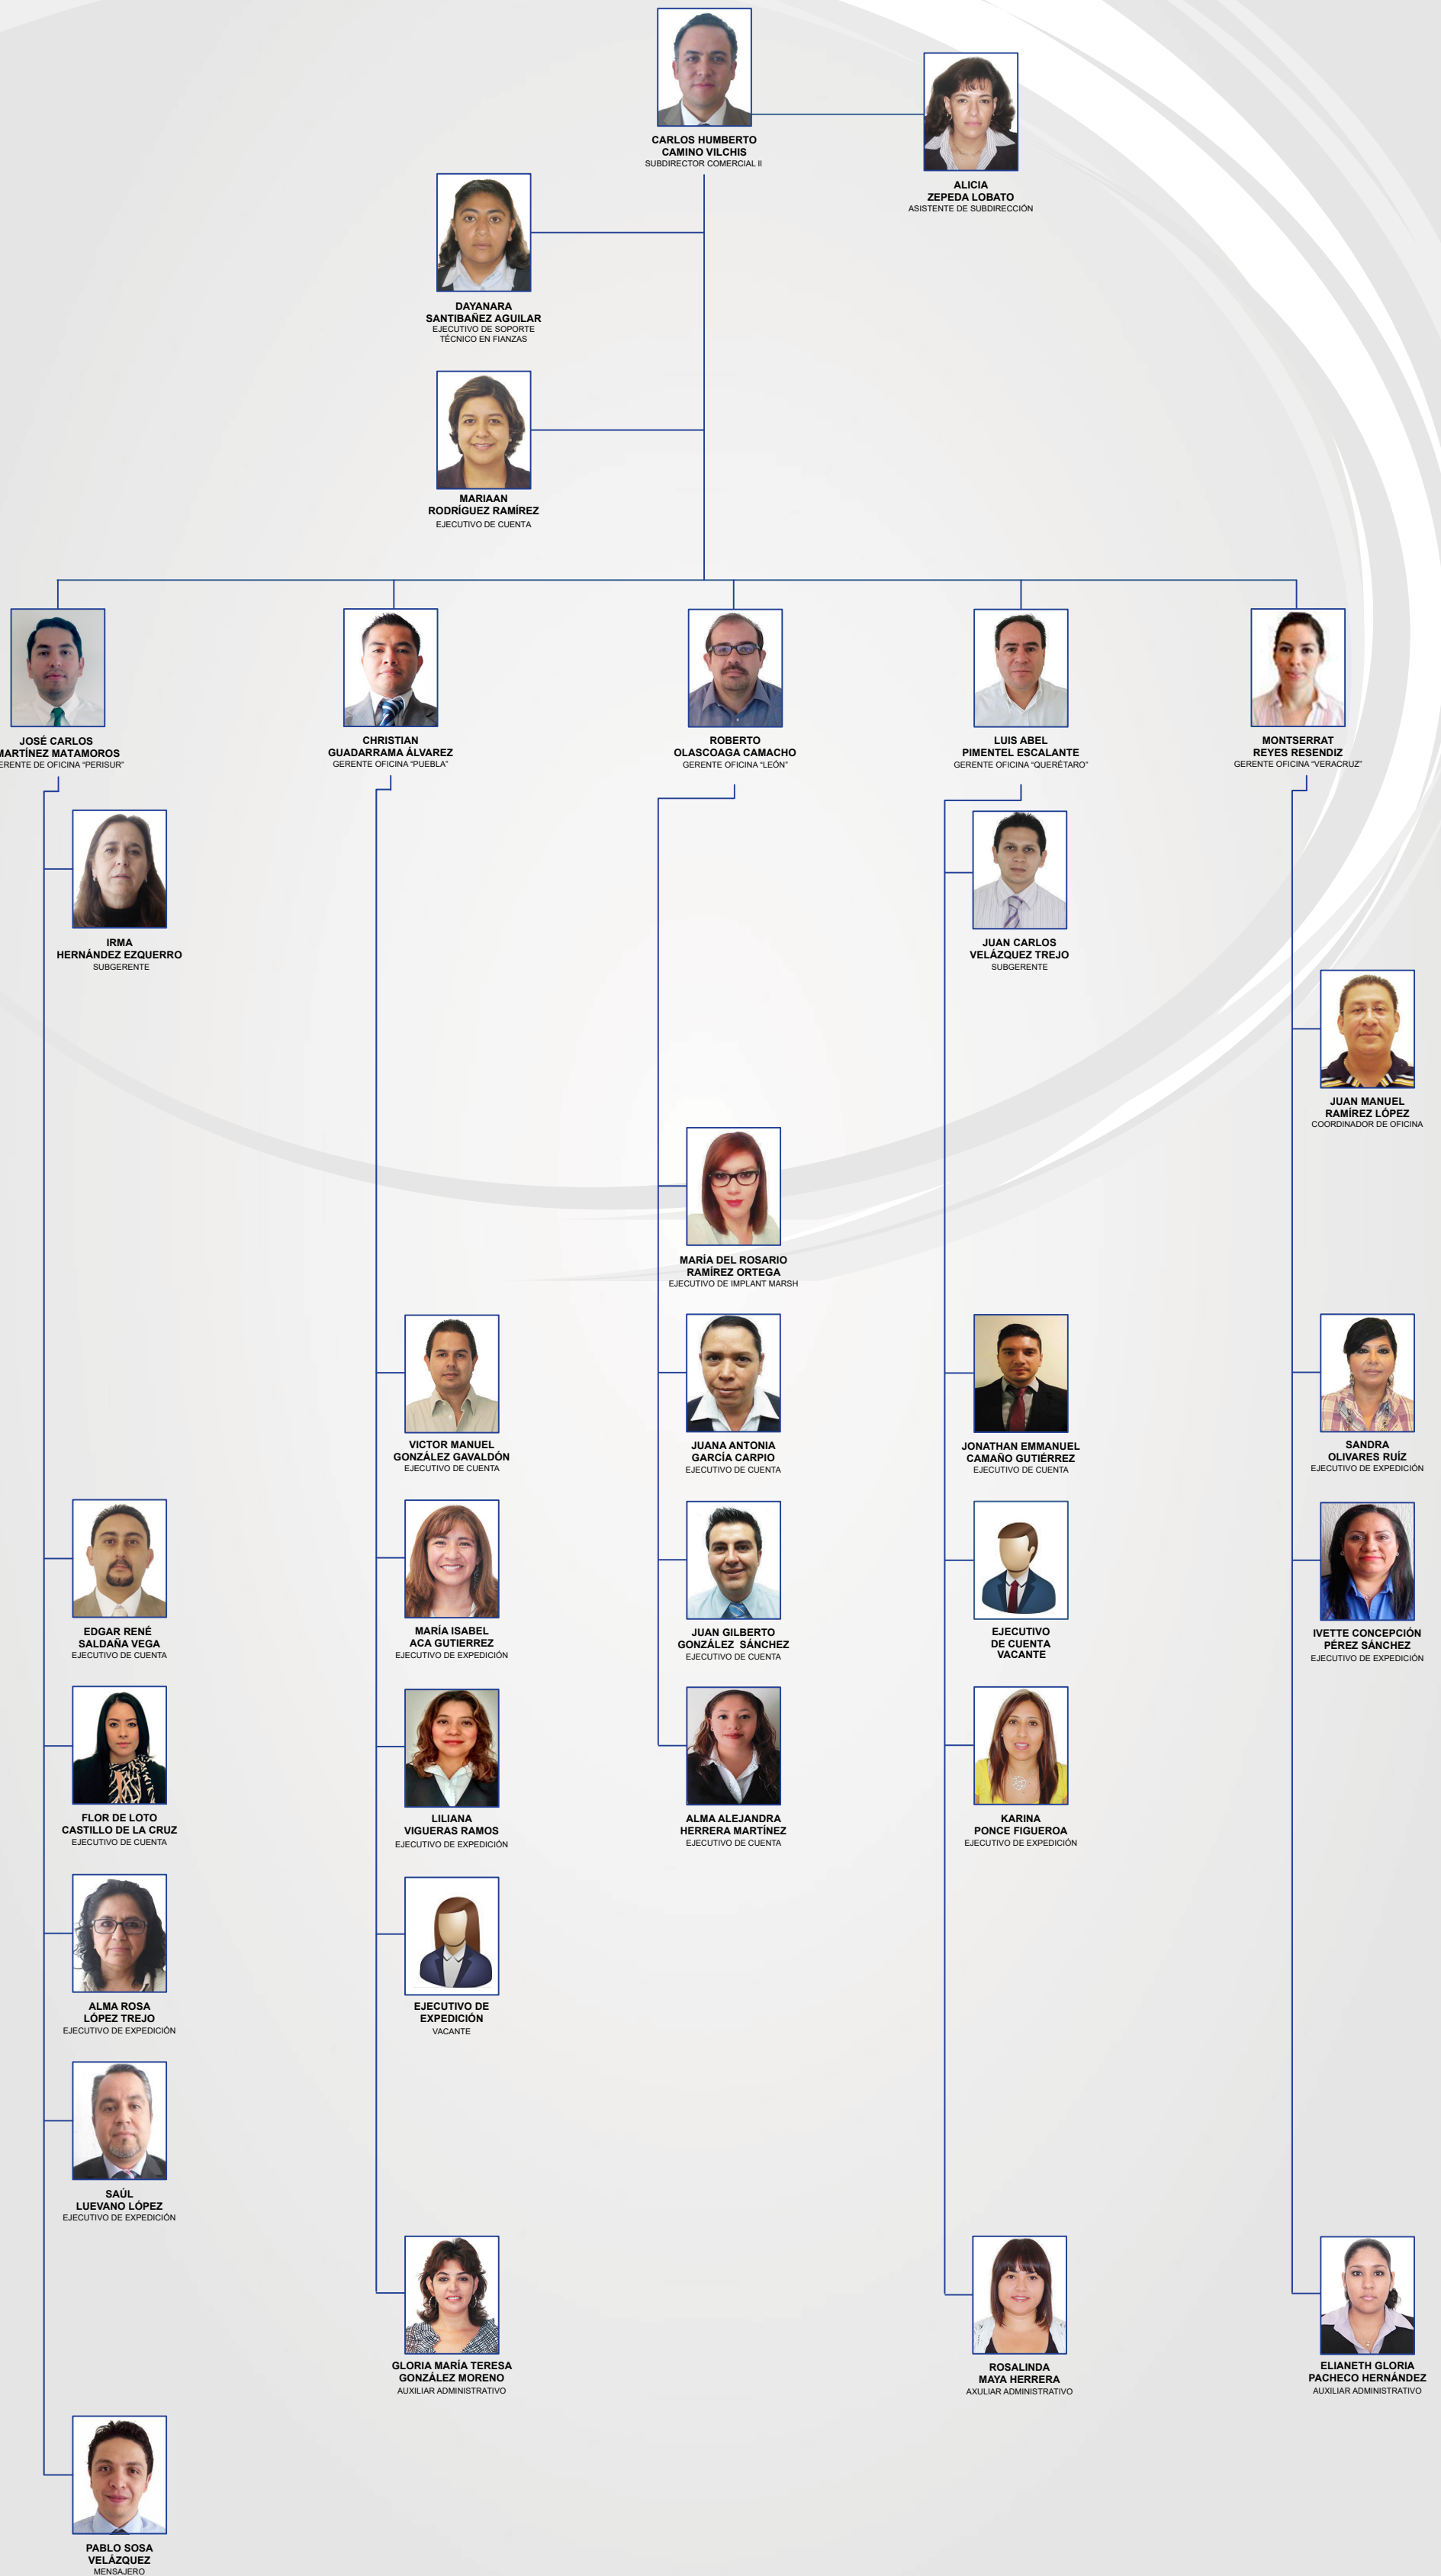 CARLOS HUMBERTO
CAMINO VILCHIS
SUBDIRECTOR COMERCIAL II
ALICIA
ZEPEDA LOBATO
ASISTENTE DE SUBDIRECCIÓN
DAYANARA
SANTIBAÑEZ AGUILAR
EJECUTIVO DE SOPORTE
TÉCNICO EN FIANZAS
MARIAAN
RODRÍGUEZ RAMÍREZ
EJECUTIVO DE CUENTA
JOSÉ CARLOS
MARTÍNEZ MATAMOROS
ERENTE DE OFICINA “PERISUR”
CHRISTIAN
GUADARRAMA ÁLVAREZ
GERENTE OFICINA “PUEBLA”
ROBERTO
OLASCOAGA CAMACHO
GERENTE OFICINA “LEÓN”
LUIS ABEL
PIMENTEL ESCALANTE
GERENTE OFICINA “QUERÉTARO”
MONTSERRAT
REYES RESENDIZ
GERENTE OFICINA “VERACRUZ”
IRMA
HERNÁNDEZ EZQUERRO
SUBGERENTE
JUAN CARLOS
VELÁZQUEZ TREJO
SUBGERENTE
JUAN MANUEL
RAMÍREZ LÓPEZ
COORDINADOR DE OFICINA
MARÍA DEL ROSARIO
RAMÍREZ ORTEGA
EJECUTIVO DE IMPLANT MARSH
VICTOR MANUEL
GONZÁLEZ GAVALDÓN
EJECUTIVO DE CUENTA
JUANA ANTONIA
GARCÍA CARPIO
EJECUTIVO DE CUENTA
JONATHAN EMMANUEL
CAMAÑO GUTIÉRREZ
EJECUTIVO DE CUENTA
SANDRA
OLIVARES RUÍZ
EJECUTIVO DE EXPEDICIÓN
EDGAR RENÉ
SALDAÑA VEGA
EJECUTIVO DE CUENTA
MARÍA ISABEL
ACA GUTIERREZ
EJECUTIVO DE EXPEDICIÓN
JUAN GILBERTO
GONZÁLEZ SÁNCHEZ
EJECUTIVO DE CUENTA
EJECUTIVO
DE CUENTA
VACANTE
IVETTE CONCEPCIÓN
PÉREZ SÁNCHEZ
EJECUTIVO DE EXPEDICIÓN
FLOR DE LOTO
CASTILLO DE LA CRUZ
EJECUTIVO DE CUENTA
LILIANA
VIGUERAS RAMOS
EJECUTIVO DE EXPEDICIÓN
ALMA ALEJANDRA
HERRERA MARTÍNEZ
EJECUTIVO DE CUENTA
KARINA
PONCE FIGUEROA
EJECUTIVO DE EXPEDICIÓN
ALMA ROSA
LÓPEZ TREJO
EJECUTIVO DE EXPEDICIÓN
EJECUTIVO DE
EXPEDICIÓN
VACANTE
SAÚL
LUEVANO LÓPEZ
EJECUTIVO DE EXPEDICIÓN
GLORIA MARÍA TERESA
GONZÁLEZ MORENO
AUXILIAR ADMINISTRATIVO
ROSALINDA
MAYA HERRERA
AXULIAR ADMINISTRATIVO
ELIANETH GLORIA
PACHECO HERNÁNDEZ
AUXILIAR ADMINISTRATIVO
PABLO SOSA
VELÁZQUEZ
MENSAJERO